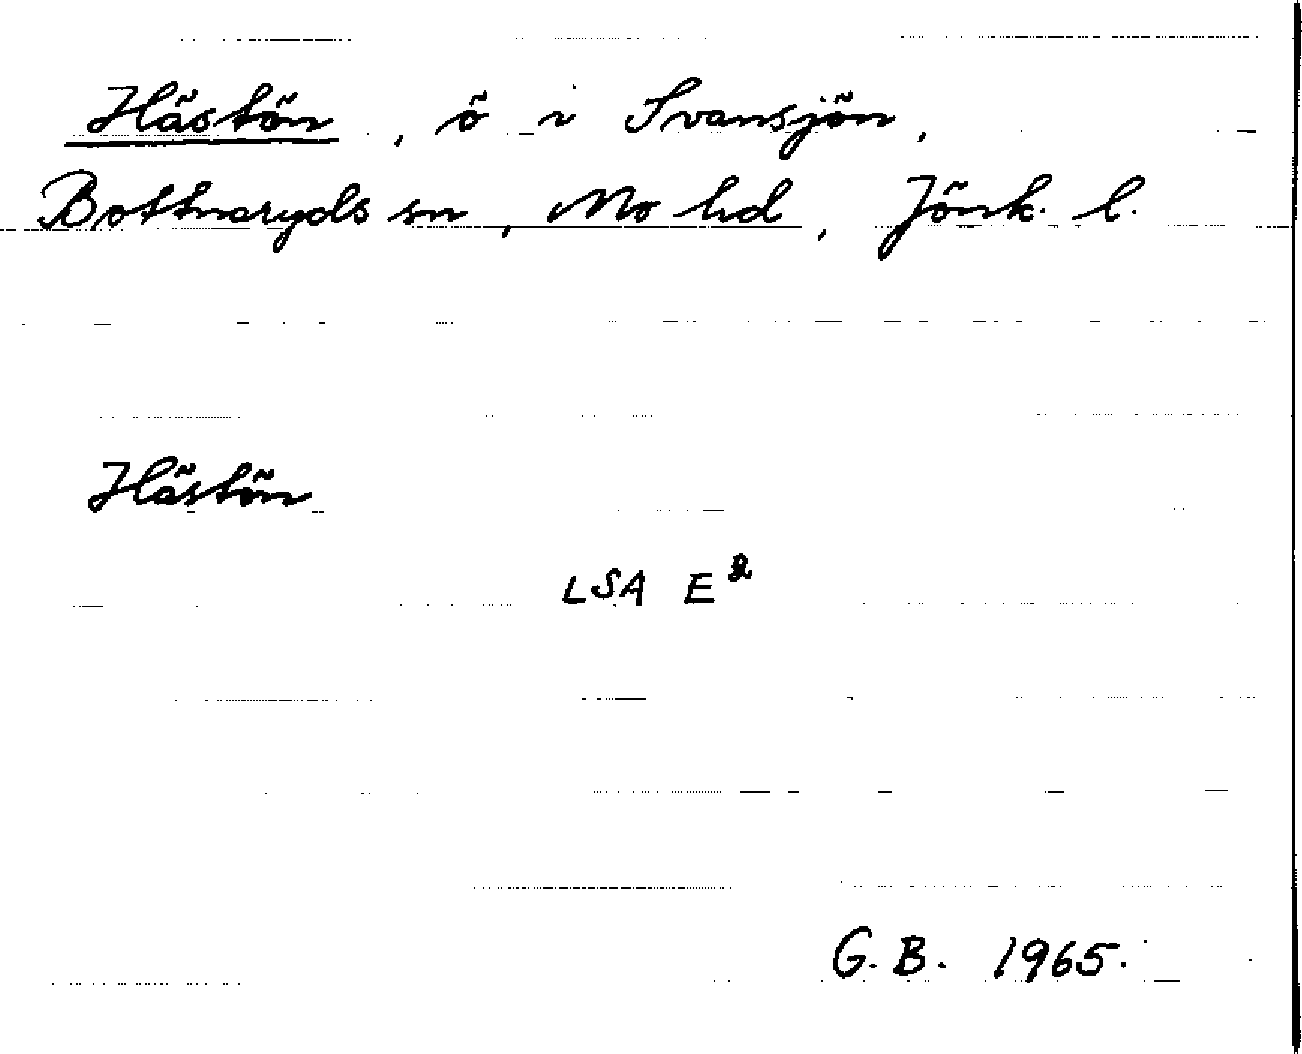 Hästön, ö i Svansjön,
Bottnaryds sn, Mo hd, Jönk. l.
Hästön
LSA E²
G. B. 1965.